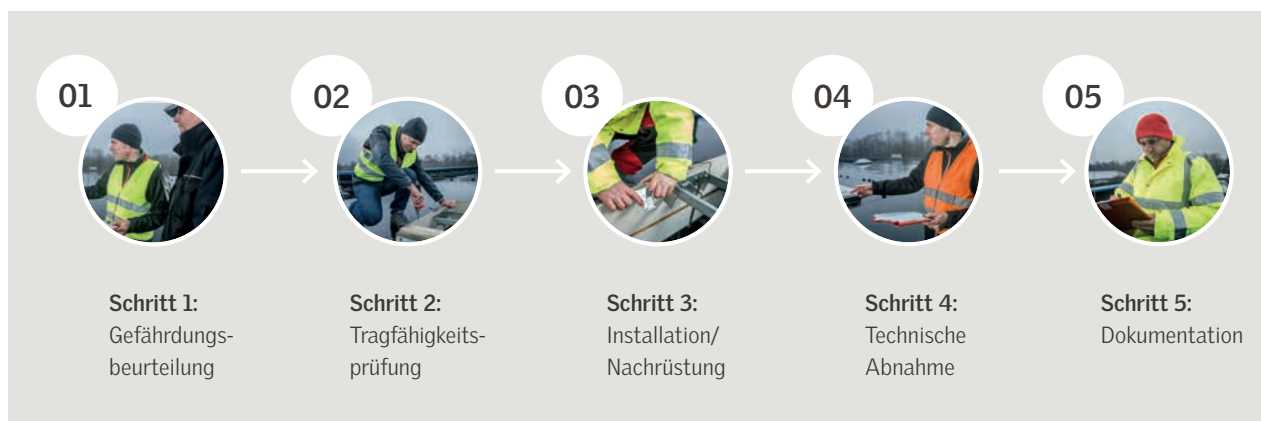 01
02
03
04
05
Schritt 1:
Gefährdungs-
beurteilung
Schritt 2:
Tragfähigkeits-
prüfung
Schritt 3:
Installation/
Nachrüstung
Schritt 4:
Technische
Abnahme
Schritt 5:
Dokumentation